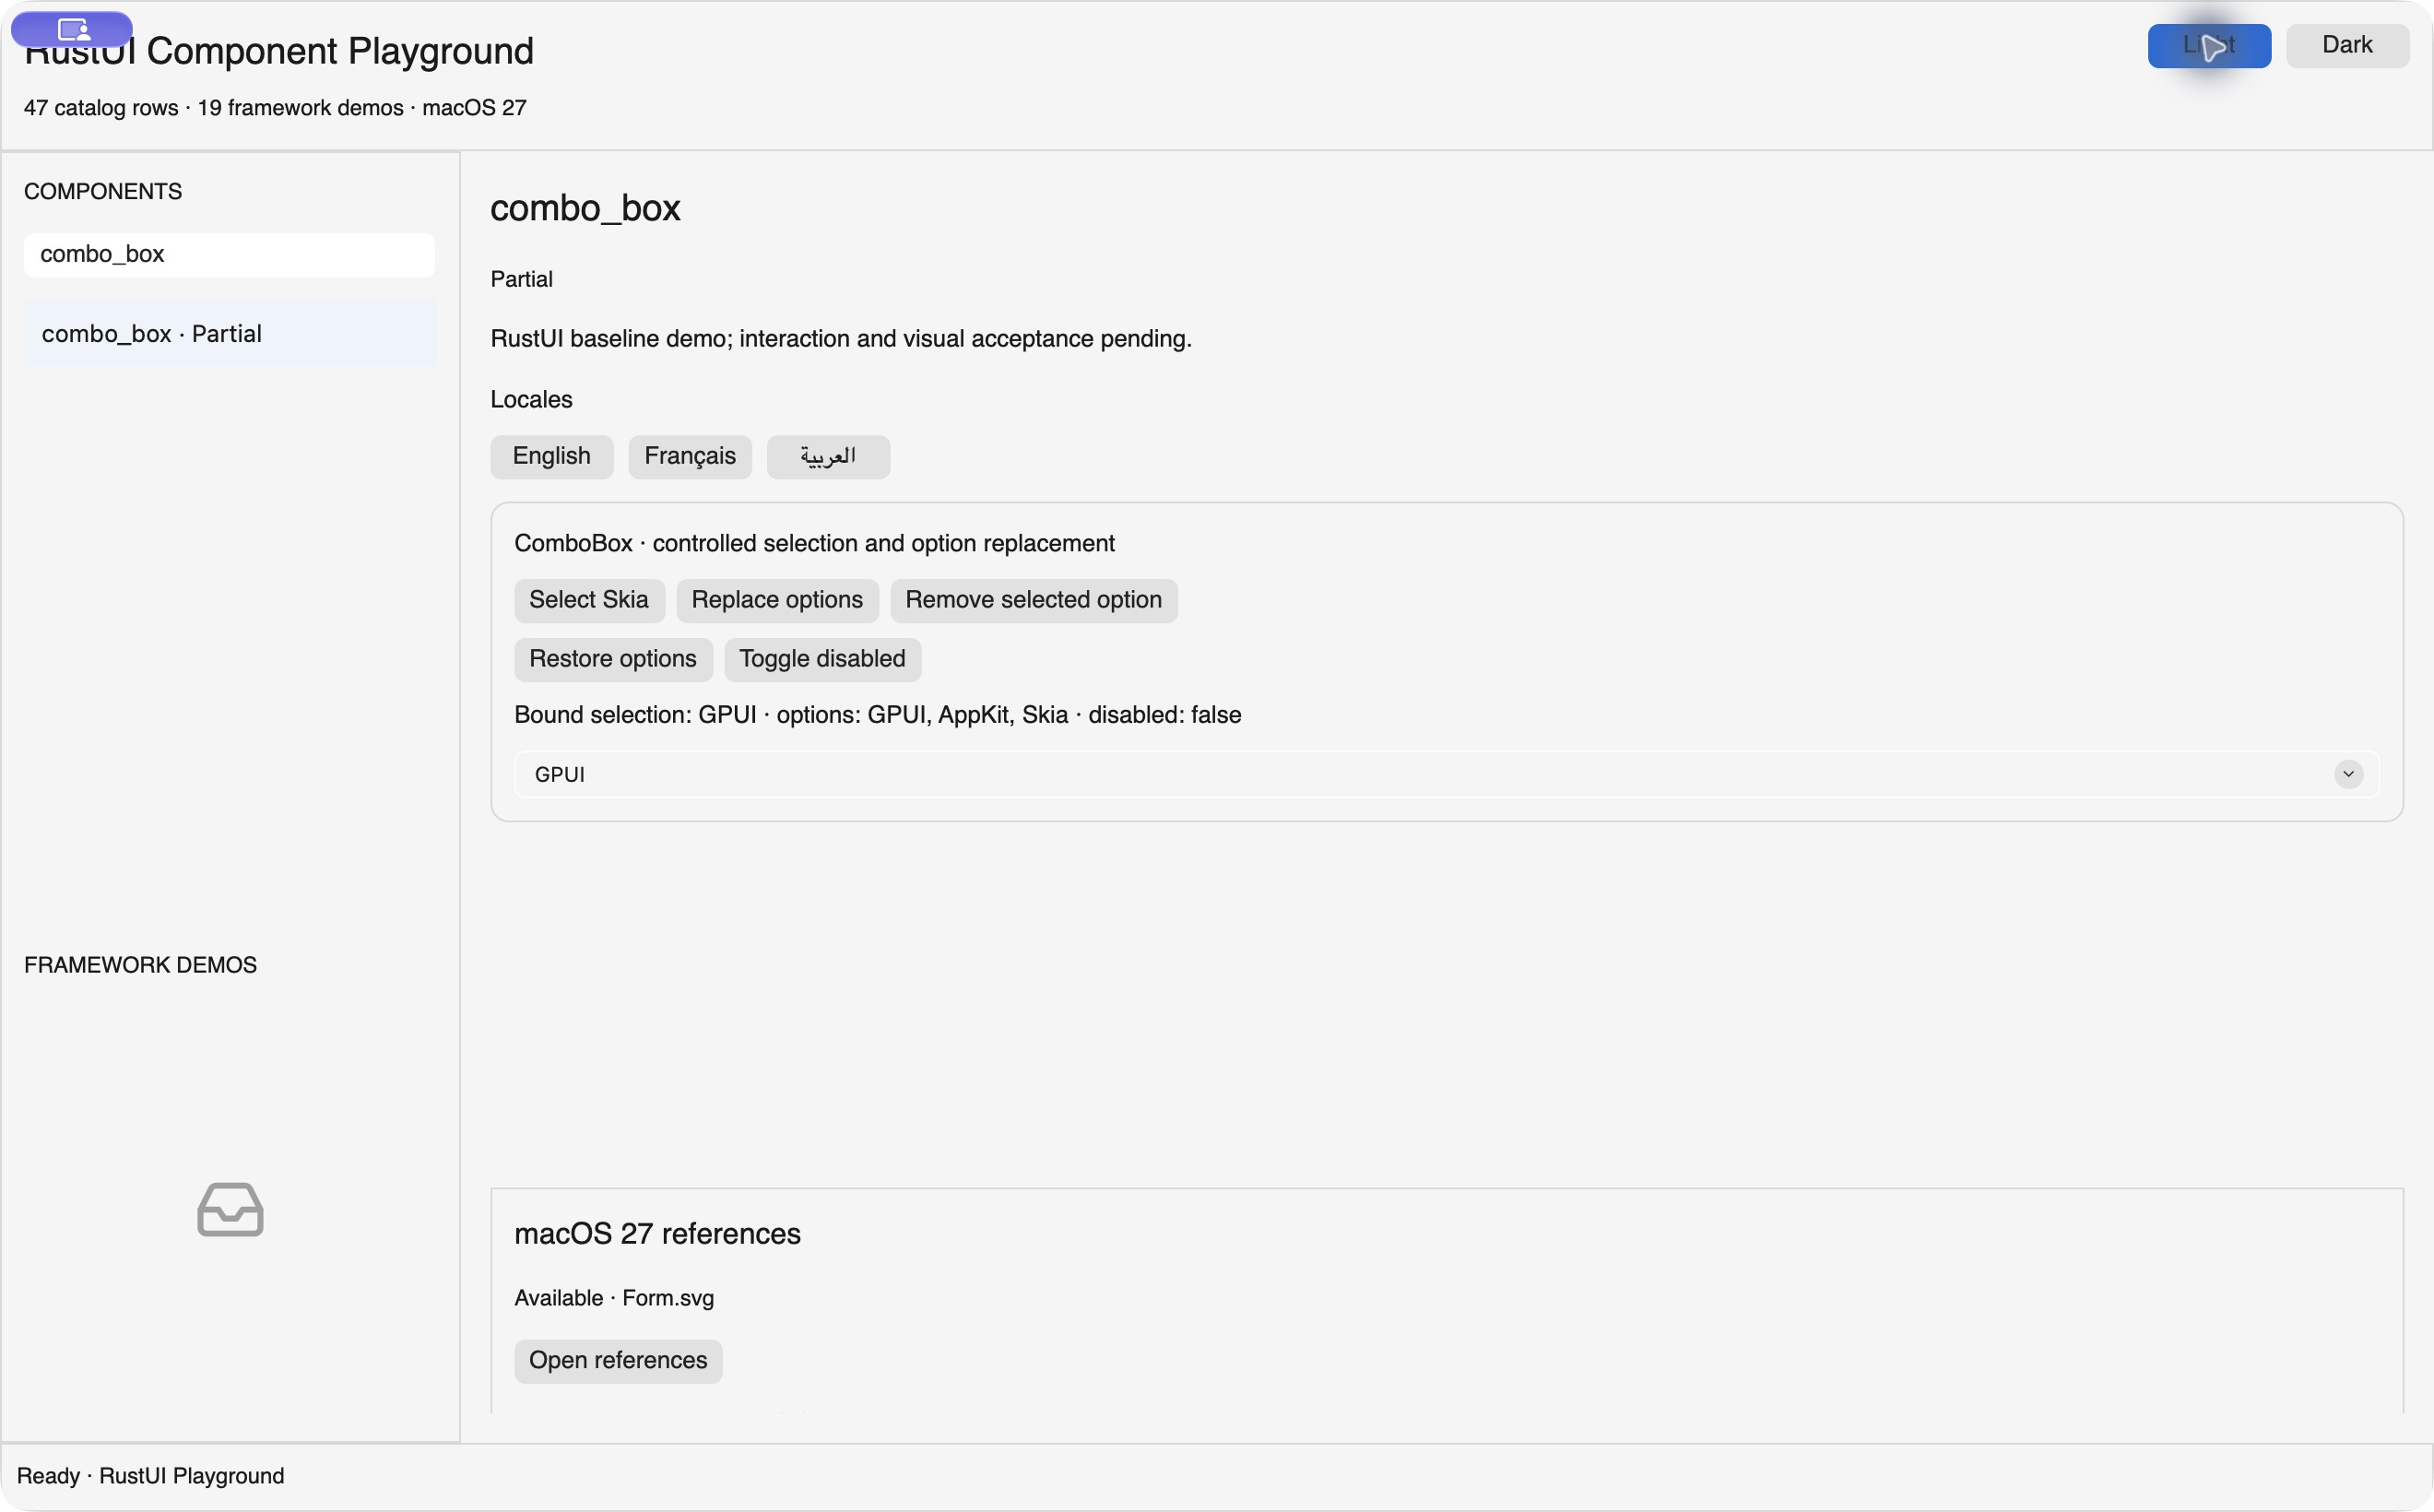 RustUI Component Playground
Light
Dark
47 catalog rows · 19 framework demos · macOS 27
COMPONENTS
combo_box
combo_box · Partial
FRAMEWORK DEMOS
combo_box
Partial
RustUI baseline demo; interaction and visual acceptance pending.
Locales
English
Français
العربية
ComboBox · controlled selection and option replacement
Select Skia
Replace options
Remove selected option
Restore options
Toggle disabled
Bound selection: GPUI · options: GPUI, AppKit, Skia · disabled: false
GPUI
macOS 27 references
Available · Form.svg
Open references
Ready · RustUI Playground